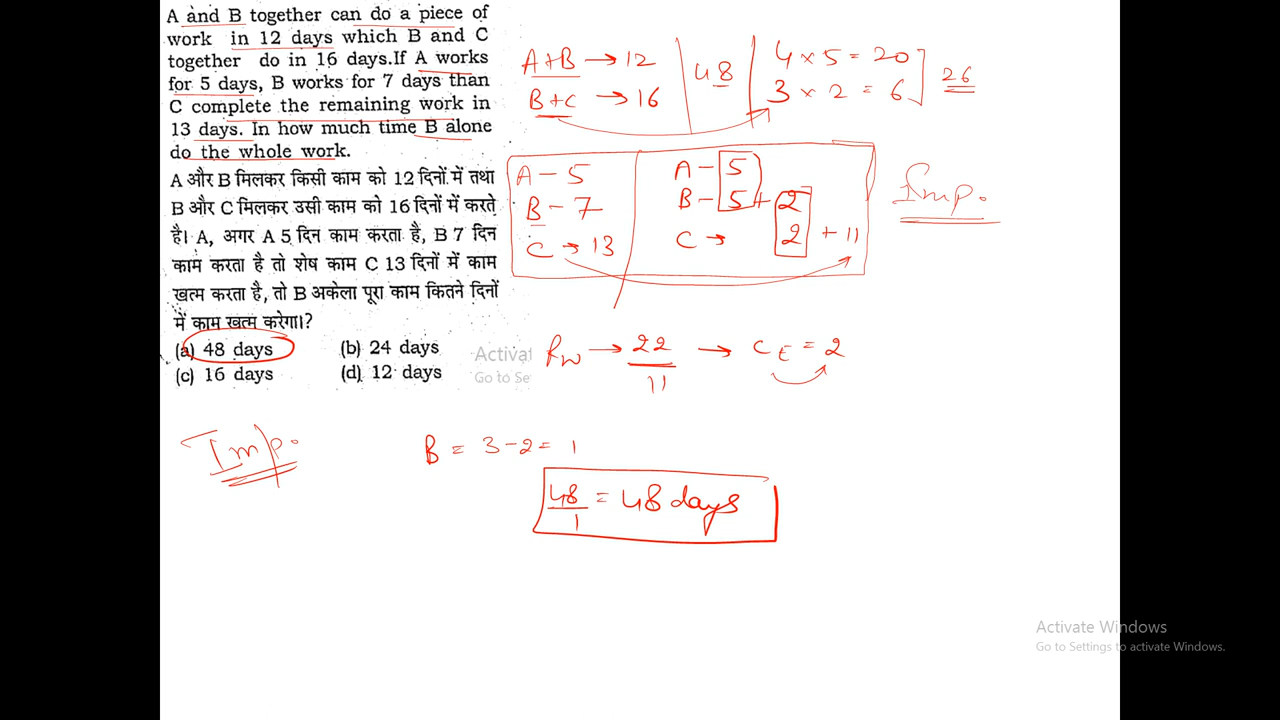 A and B together can do a piece of
work in 12 days which B and C
together do in 16 days.If A works
for 5 days, B works for 7 days than
C complete the remaining work in
13 days. In how much time B alone
do the whole work.
A और B मिलकर किसी काम को 12 दिनों में तथा
B और C मिलकर उसी काम को 16 दिनों में करते
है। A, अगर A 5 दिन काम करता है, B 7 दिन
काम करता है तो शेष काम C 13 दिनों में काम
खत्म करता है, तो B अकेला पूरा काम कितने दिनों
में काम खत्म करेगा।?
(a) 48 days (b) 24 days
(c) 16 days (d) 12 days
A+B → 12 48 4 × 5 = 20 26
B+C → 16 3 × 2 = 6
A - 5 A - 5
B - 7 B - 5 + 2
C → 13 C → 2 + 11
Imp.
Activat
Go to Se
Rw → 22/11 → CE = 2
Imp.
B = 3 - 2 = 1
48/1 = 48 days
Activate Windows
Go to Settings to activate Windows.